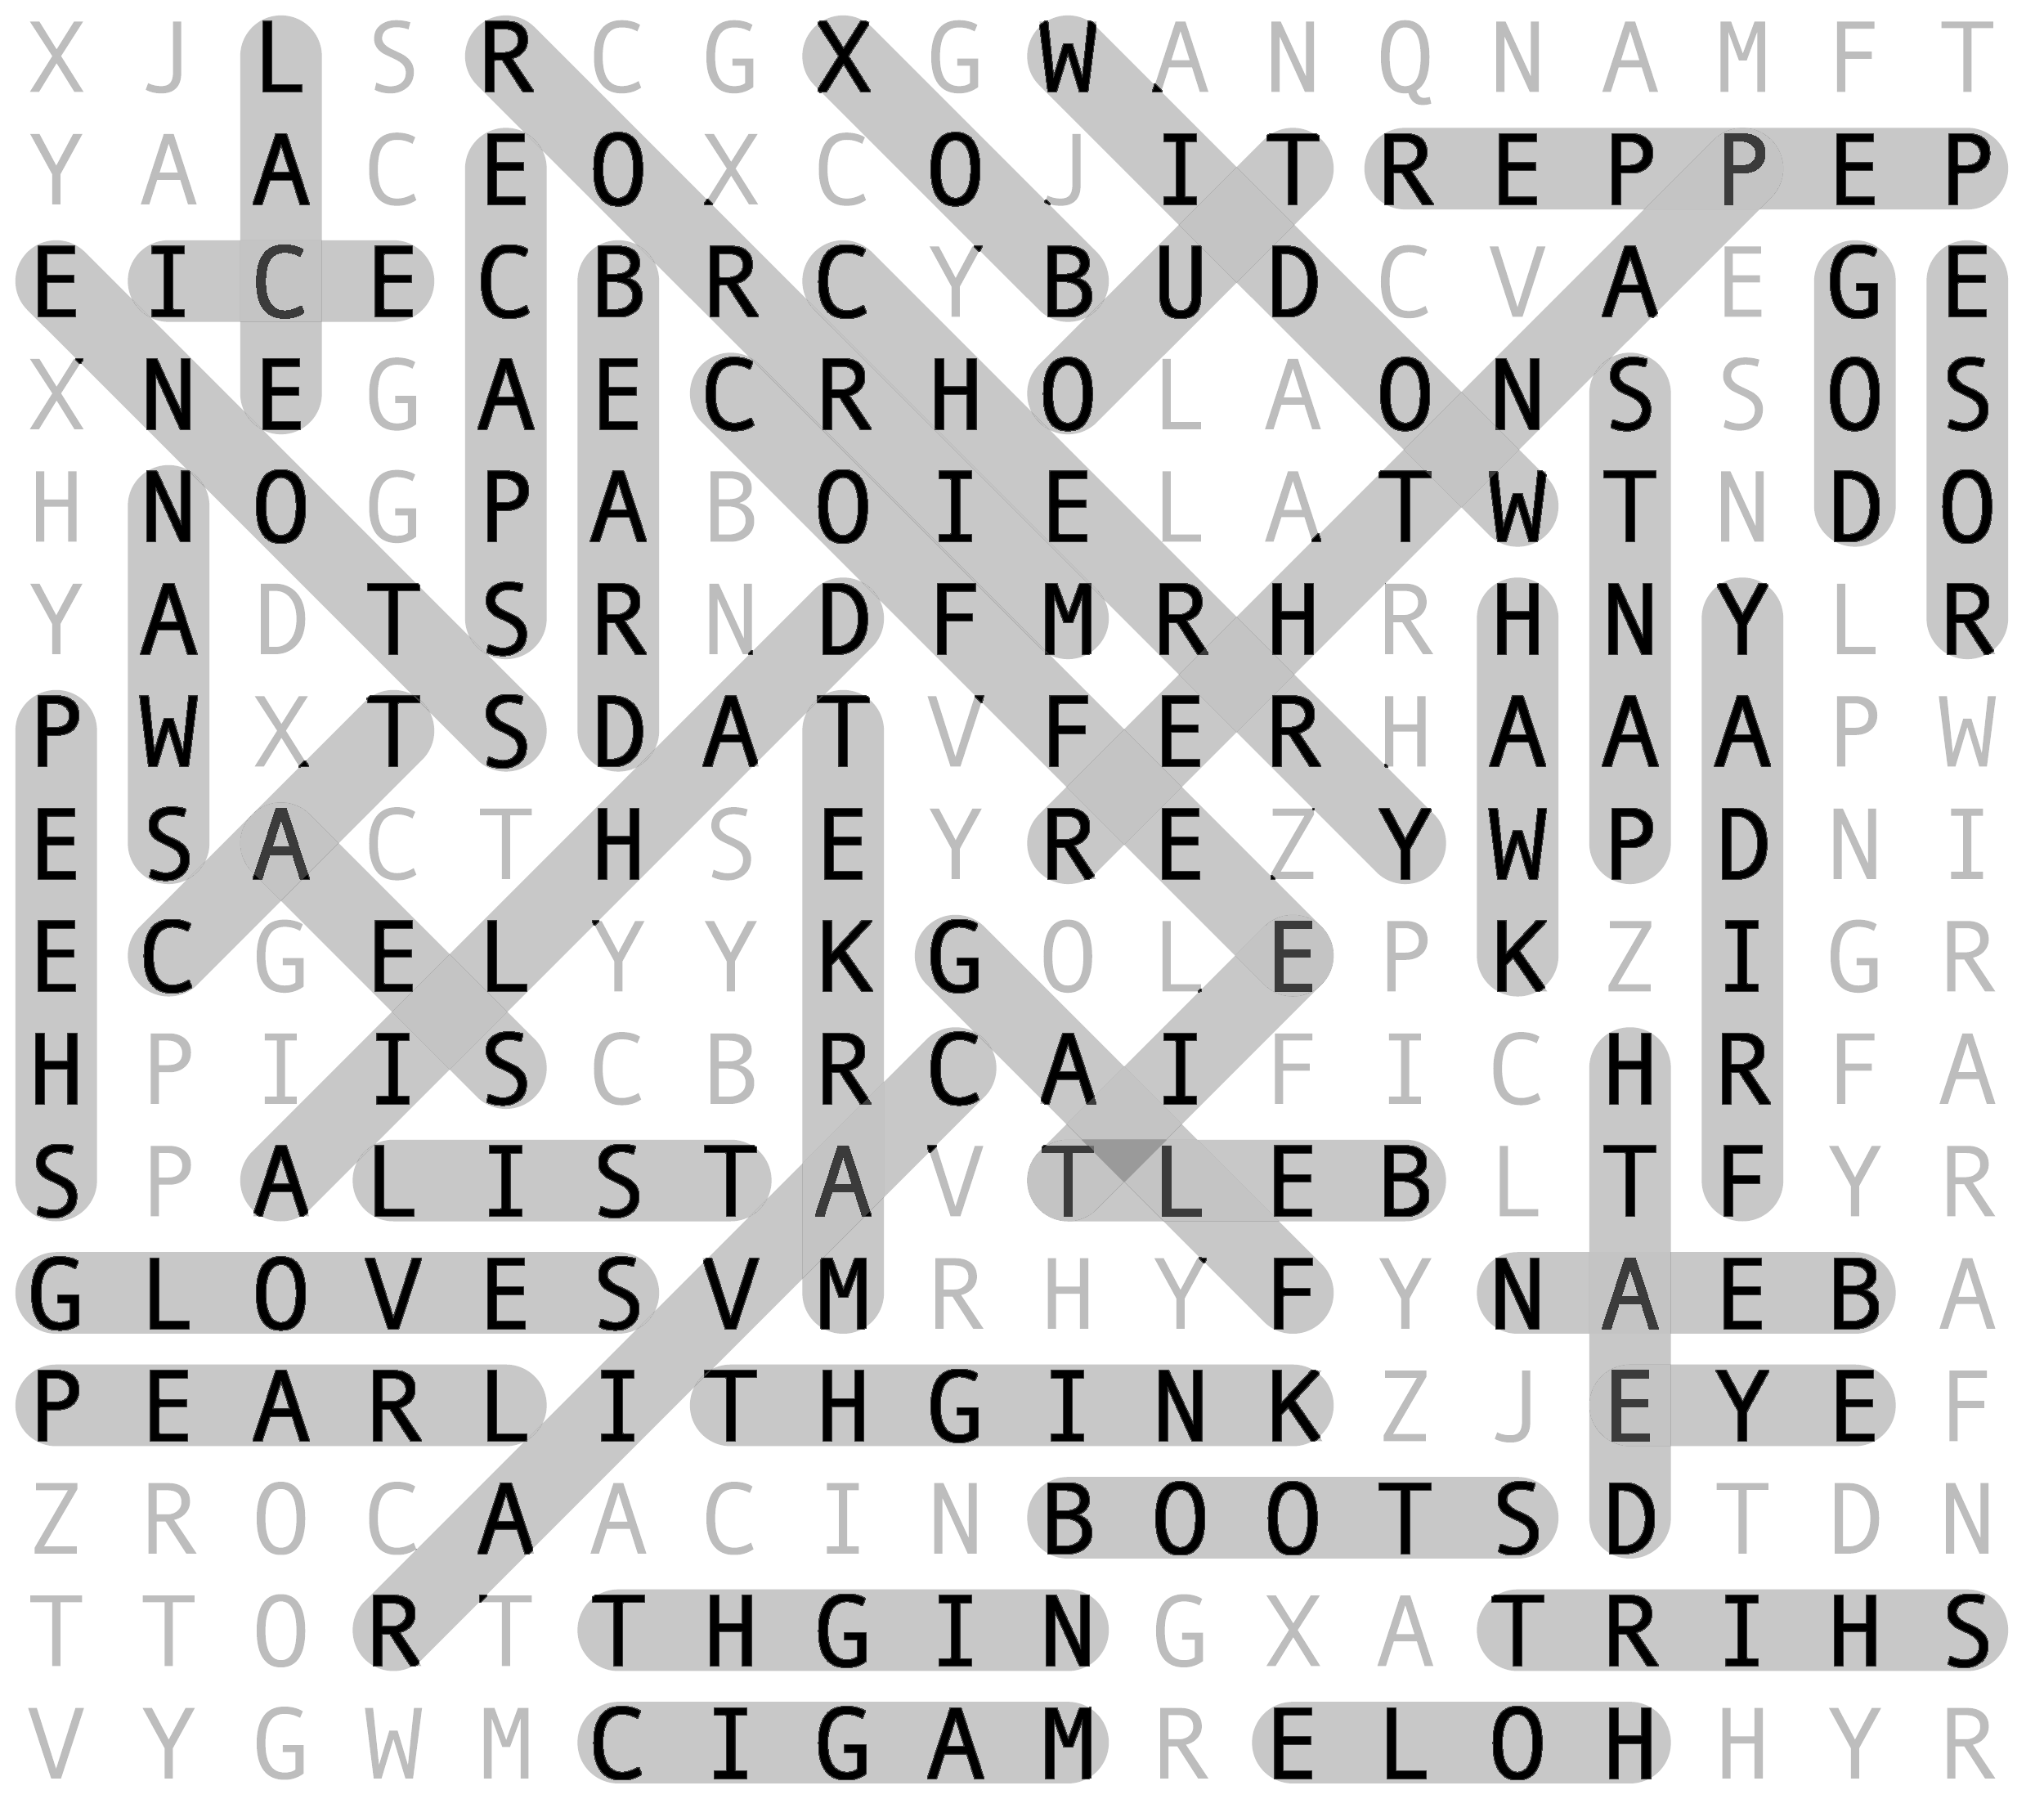 X J L S R C G X G W A N Q N A M F T
Y A A C E O X C O J I T R E P P E P
E I C E C B R C Y B U D C V A E G E
X N E G A E C R H O L A O N S S O S
H N O G P A B O I E L A T W T N D O
Y A D T S R N D F M R H R H N Y L R
P W X T S D A T V F E R H A A A P W
E S A C T H S E Y R E Z Y W P D N I
E C G E L Y Y K G O L E P K Z I G R
H P I I S C B R C A I F I C H R F A
S P A L I S T A V T L E B L T F Y R
G L O V E S V M R H Y F Y N A E B A
P E A R L I T H G I N K Z J E Y E F
Z R O C A A C I N B O O T S D T D N
T T O R T T H G I N G X A T R I H S
V Y G W M C I G A M R E L O H H Y R